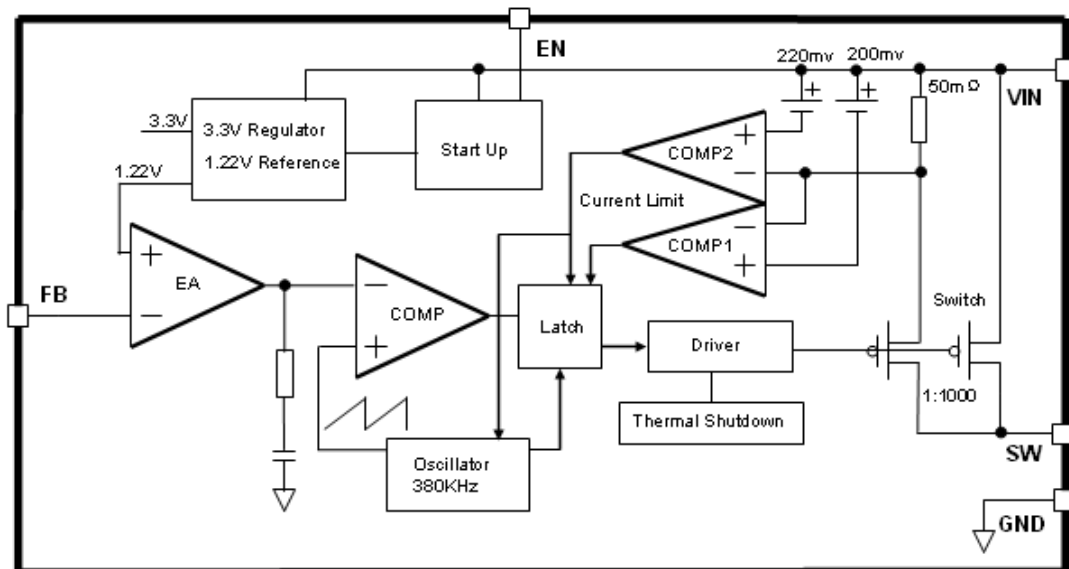 EN
220mv 200mv
50mΩ
VIN
3.3V
3.3V Regulator
1.22V Reference
Start Up
+
+
+
COMP2
−
1.22V
Current Limit
−
COMP1
+
+
EA
−
FB
−
COMP
+
Latch
Driver
Switch
1:1000
Thermal Shutdown
Oscillator
380KHz
SW
GND